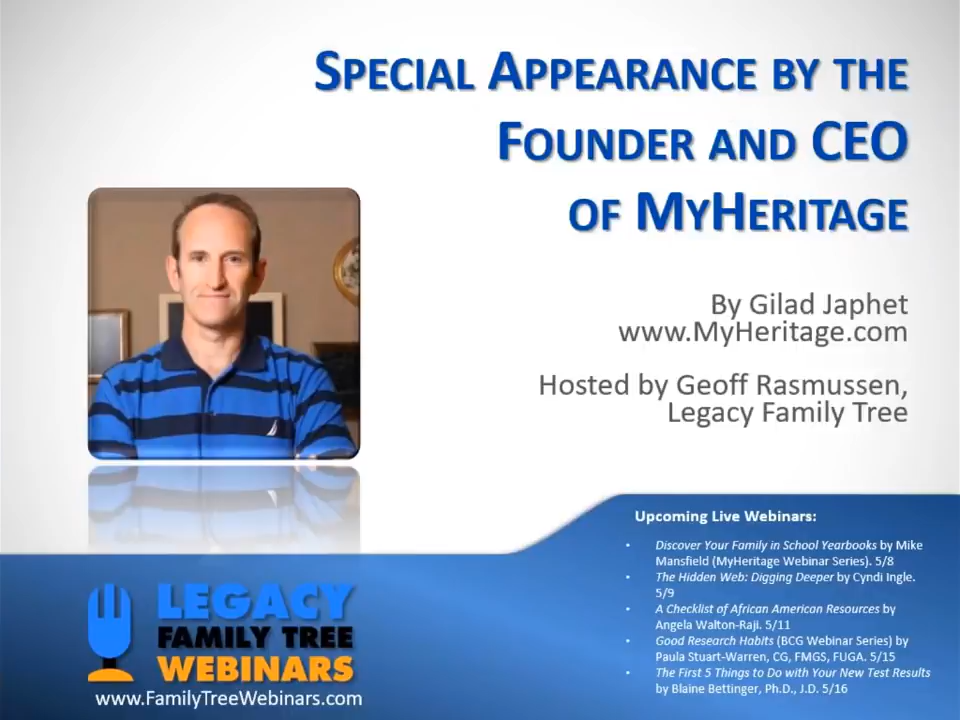 SPECIAL APPEARANCE BY THE
FOUNDER AND CEO
OF MYHERITAGE
By Gilad Japhet
www.MyHeritage.com
Hosted by Geoff Rasmussen,
Legacy Family Tree
Upcoming Live Webinars:
• Discover Your Family in School Yearbooks by Mike
Mansfield (MyHeritage Webinar Series). 5/8
• The Hidden Web: Digging Deeper by Cyndi Ingle.
5/9
• A Checklist of African American Resources by
Angela Walton-Raji. 5/11
• Good Research Habits (BCG Webinar Series) by
Paula Stuart-Warren, CG, FMGS, FUGA. 5/15
• The First 5 Things to Do with Your New Test Results
by Blaine Bettinger, Ph.D., J.D. 5/16
LEGACY
FAMILY TREE
WEBINARS
www.FamilyTreeWebinars.com